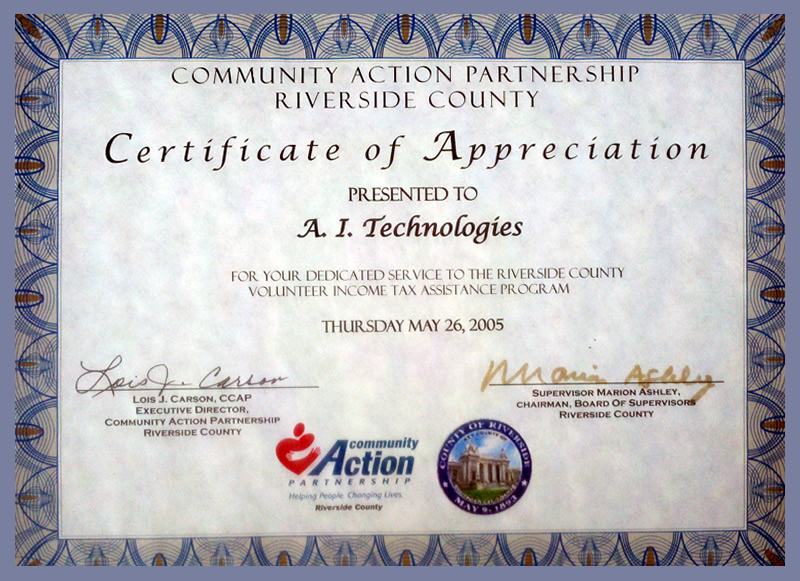 COMMUNITY ACTION PARTNERSHIP
RIVERSIDE COUNTY
Certificate of Appreciation
PRESENTED TO
A. I. Technologies
FOR YOUR DEDICATED SERVICE TO THE RIVERSIDE COUNTY
VOLUNTEER INCOME TAX ASSISTANCE PROGRAM
THURSDAY MAY 26, 2005
Lois J. Carson
LOIS J. CARSON, CCAP
EXECUTIVE DIRECTOR,
COMMUNITY ACTION PARTNERSHIP
RIVERSIDE COUNTY
Marion Ashley
SUPERVISOR MARION ASHLEY,
CHAIRMAN, BOARD OF SUPERVISORS
RIVERSIDE COUNTY
community
Action
PARTNERSHIP
Helping People. Changing Lives.
Riverside County
COUNTY OF RIVERSIDE
MAY 9, 1893